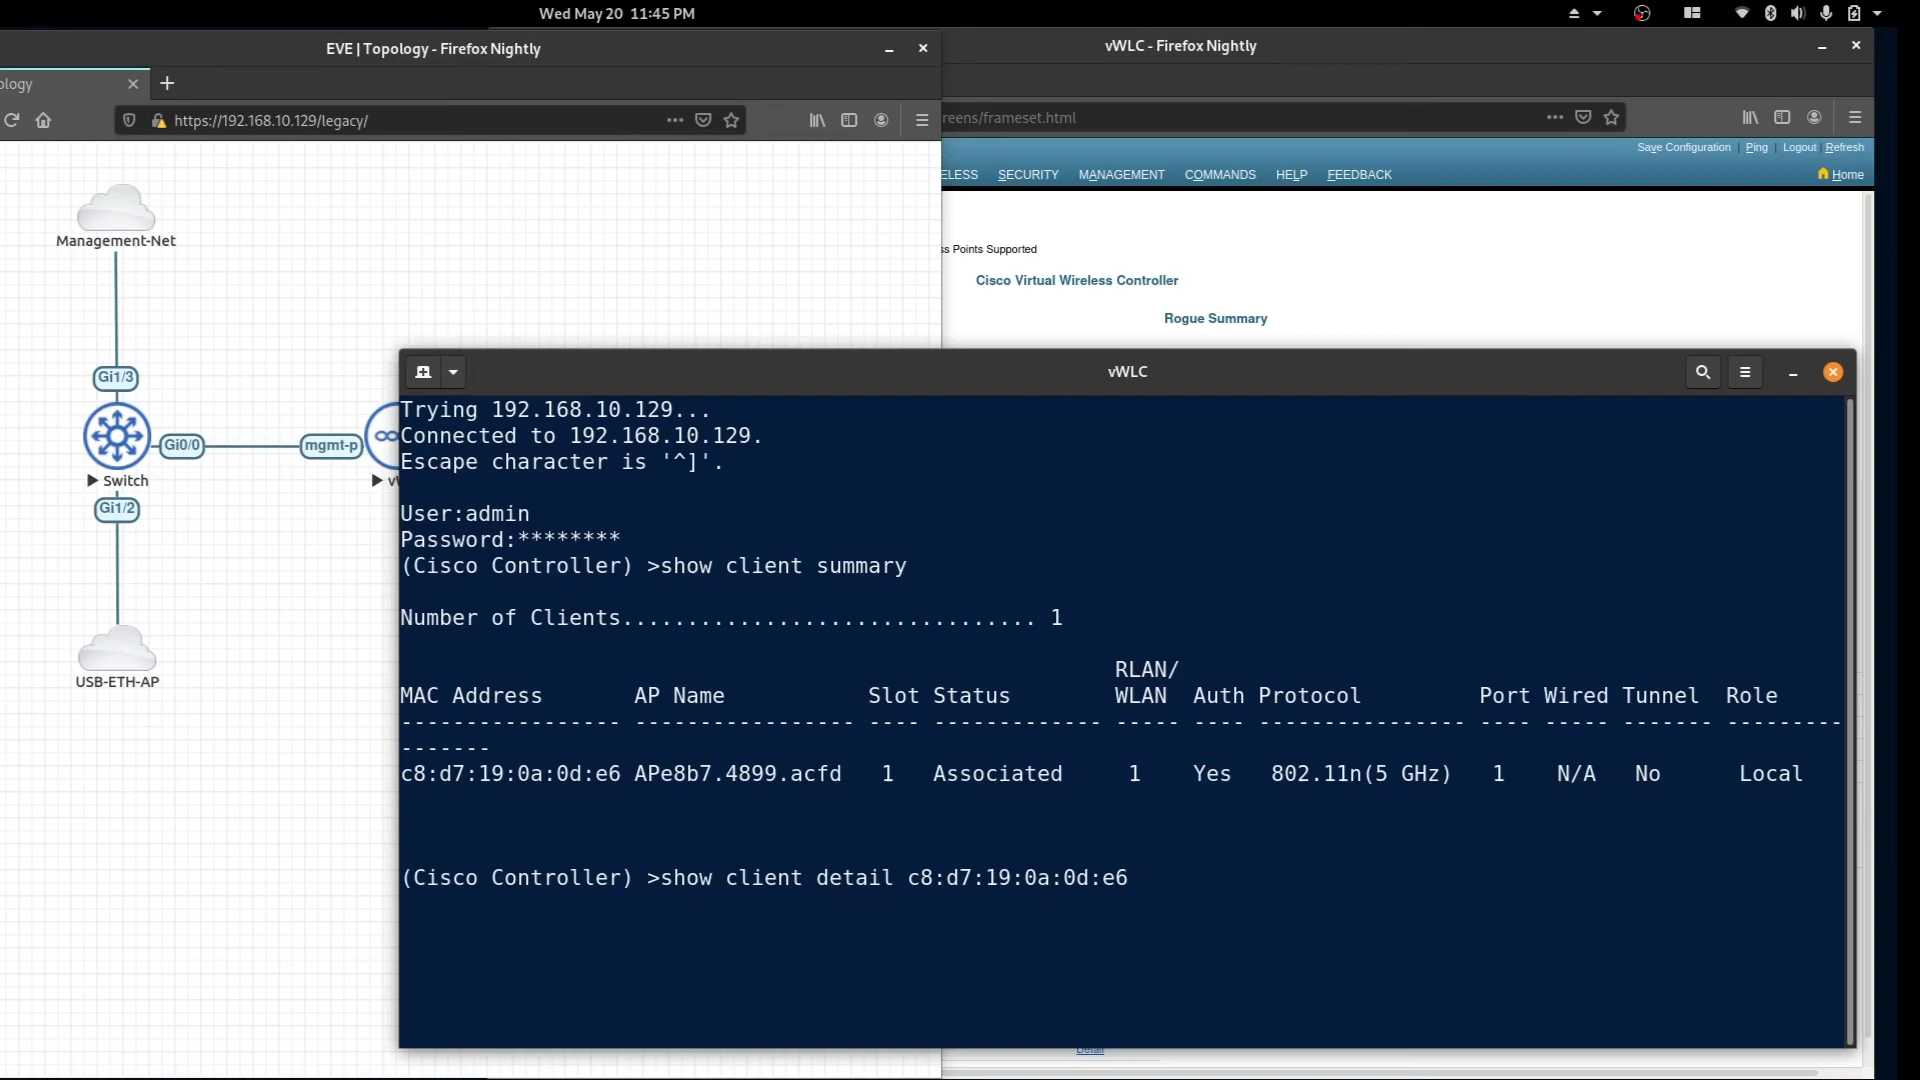 Wed May 20 11:45 PM
EVE | Topology - Firefox Nightly
vWLC - Firefox Nightly
ology
https://192.168.10.129/legacy/
reens/frameset.html
Save Configuration | Ping | Logout | Refresh
ELESS SECURITY MANAGEMENT COMMANDS HELP FEEDBACK Home
ss Points Supported
Cisco Virtual Wireless Controller
Rogue Summary
Management-Net
Gi1/3
Gi0/0
mgmt-p
Switch
Gi1/2
USB-ETH-AP
vWLC
Trying 192.168.10.129...
Connected to 192.168.10.129.
Escape character is '^]'.
User:admin
Password:********
(Cisco Controller) >show client summary
Number of Clients................................ 1
RLAN/
MAC Address AP Name Slot Status WLAN Auth Protocol Port Wired Tunnel Role
----------------- ----------------- ---- ------------- ----- ---- ---------------- ---- ----- ------- ---------
-------
c8:d7:19:0a:0d:e6 APe8b7.4899.acfd 1 Associated 1 Yes 802.11n(5 GHz) 1 N/A No Local
(Cisco Controller) >show client detail c8:d7:19:0a:0d:e6
Detail